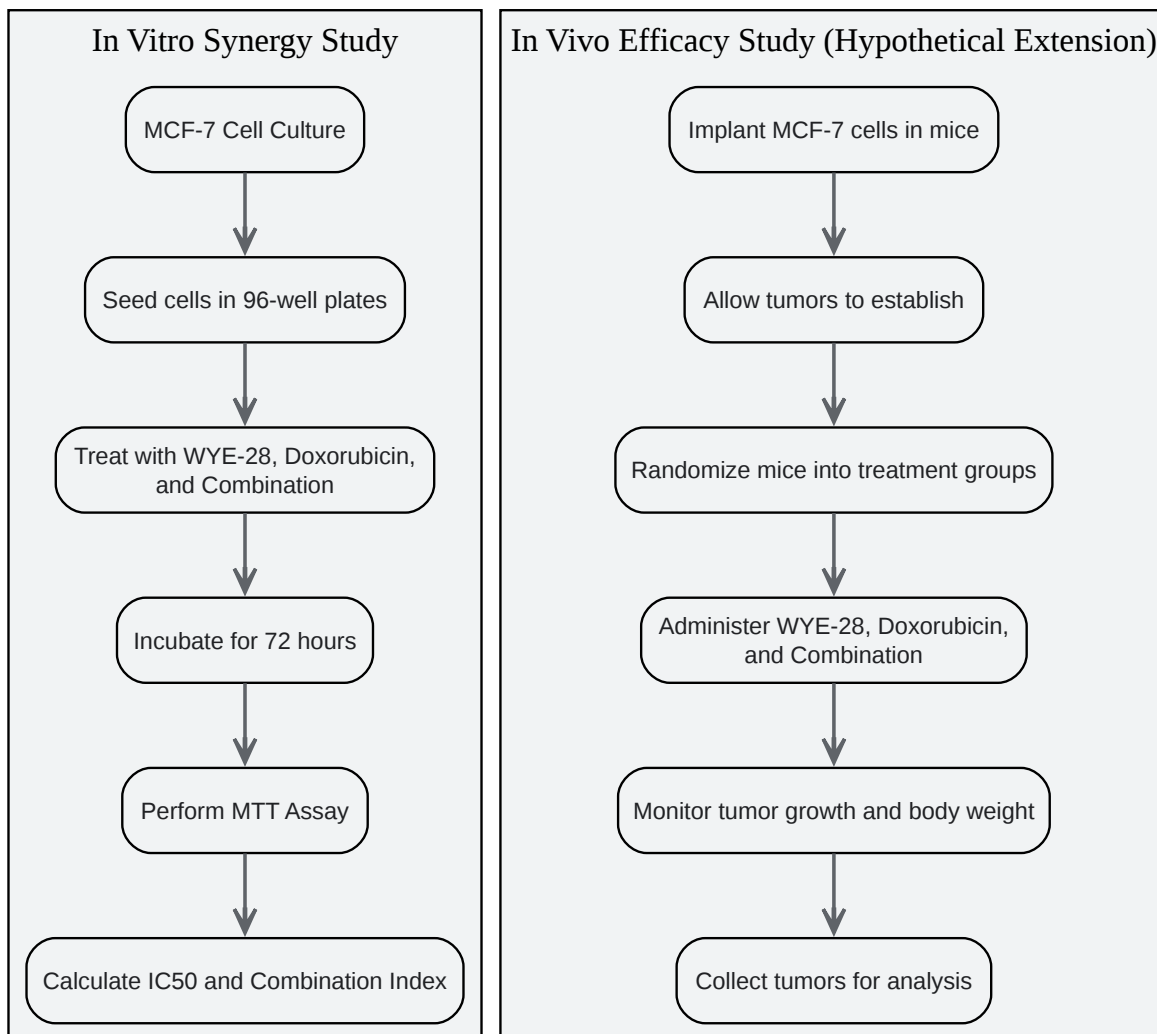 In Vitro Synergy Study
MCF-7 Cell Culture
Seed cells in 96-well plates
Treat with WYE-28, Doxorubicin,
and Combination
Incubate for 72 hours
Perform MTT Assay
Calculate IC50 and Combination Index
In Vivo Efficacy Study (Hypothetical Extension)
Implant MCF-7 cells in mice
Allow tumors to establish
Randomize mice into treatment groups
Administer WYE-28, Doxorubicin,
and Combination
Monitor tumor growth and body weight
Collect tumors for analysis